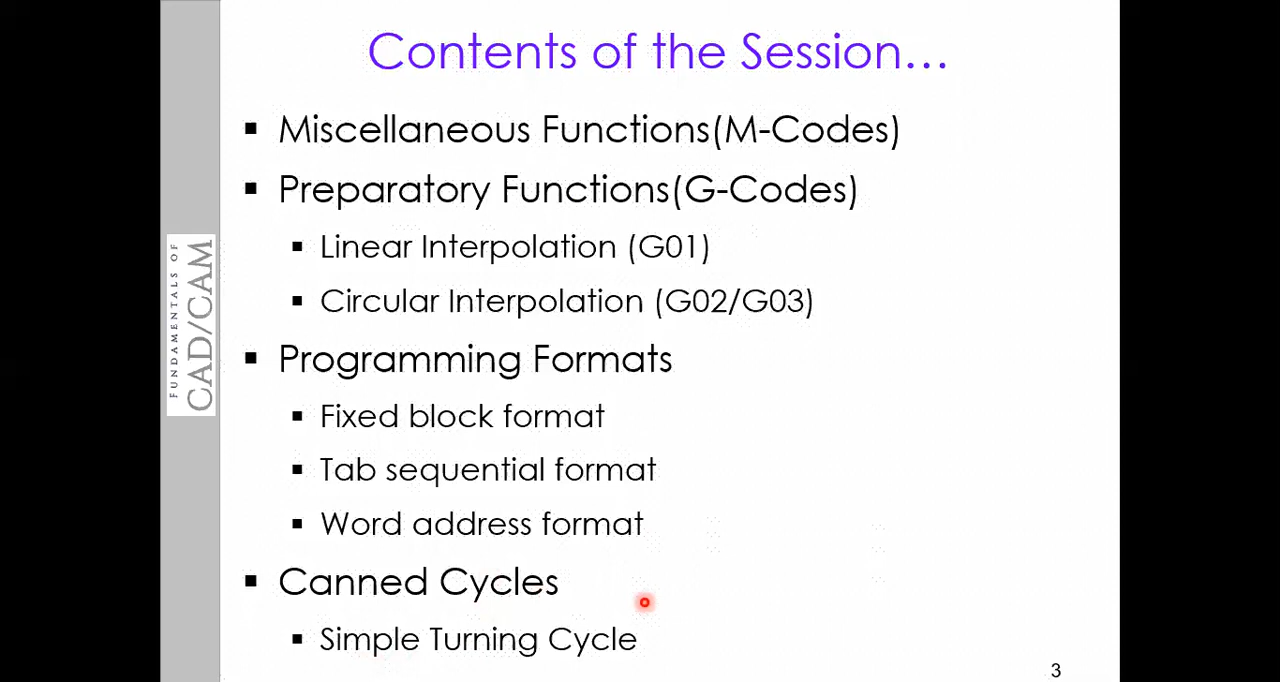 Contents of the Session...
▪ Miscellaneous Functions(M-Codes)
▪ Preparatory Functions(G-Codes)
▪ Linear Interpolation (G01)
▪ Circular Interpolation (G02/G03)
▪ Programming Formats
▪ Fixed block format
▪ Tab sequential format
▪ Word address format
▪ Canned Cycles
▪ Simple Turning Cycle
FUNDAMENTALS OF
CAD/CAM
3